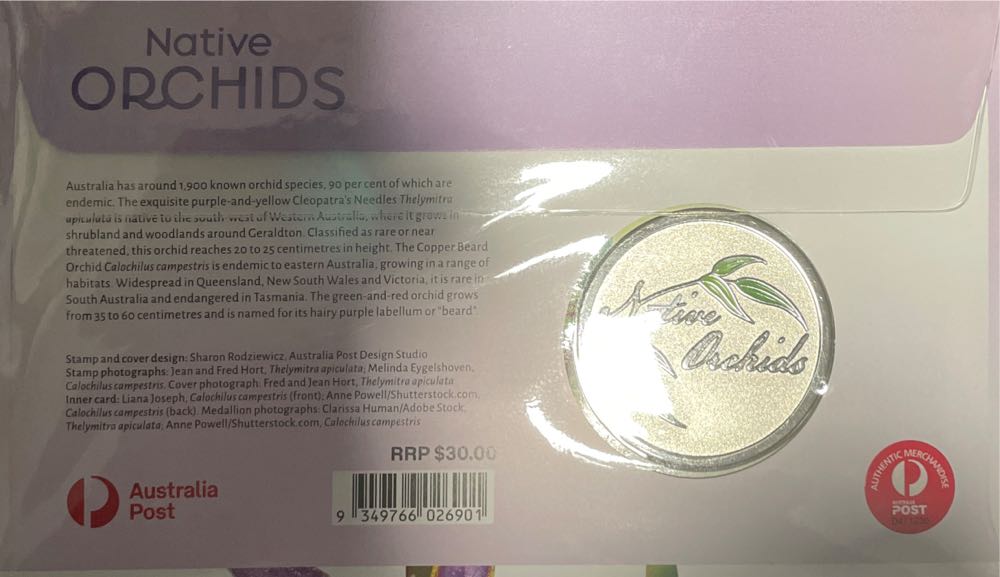 Native
ORCHIDS
Australia has around 1,900 known orchid species, 90 per cent of which are
endemic. The exquisite purple-and-yellow Cleopatra's Needles Thelymitra
apiculata is native to the south-west of Western Australia, where it grows in
shrubland and woodlands around Geraldton. Classified as rare or near
threatened, this orchid reaches 20 to 25 centimetres in height. The Copper Beard
Orchid Calochilus campestris is endemic to eastern Australia, growing in a range of
habitats. Widespread in Queensland, New South Wales and Victoria, it is rare in
South Australia and endangered in Tasmania. The green-and-red orchid grows
from 35 to 60 centimetres and is named for its hairy purple labellum or "beard".
Stamp and cover design: Sharon Rodziewicz, Australia Post Design Studio
Stamp photographs: Jean and Fred Hort, Thelymitra apiculata; Melinda Eygelshoven,
Calochilus campestris. Cover photograph: Fred and Jean Hort, Thelymitra apiculata
Inner card: Liana Joseph, Calochilus campestris (front); Anne Powell/Shutterstock.com,
Calochilus campestris (back). Medallion photographs: Clarissa Human/Adobe Stock,
Thelymitra apiculata; Anne Powell/Shutterstock.com, Calochilus campestris
RRP $30.00
9 349766 026901
Australia
Post
Native
Orchids
AUTHENTIC MERCHANDISE
AUSTRALIA
POST